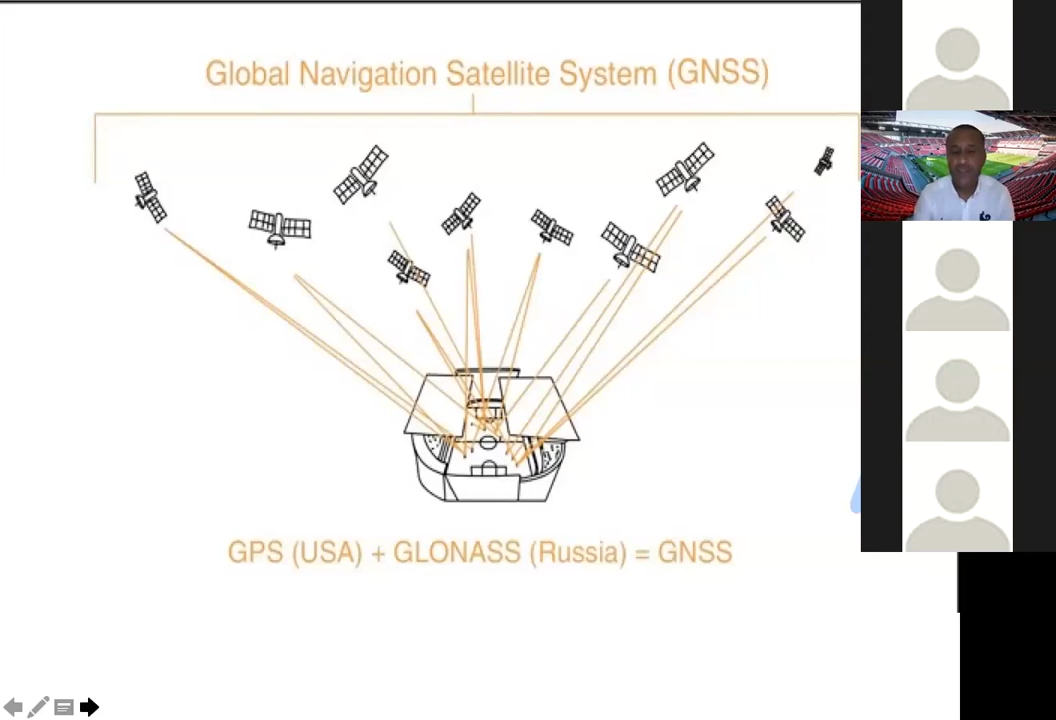 Global Navigation Satellite System (GNSS)
GPS (USA) + GLONASS (Russia) = GNSS